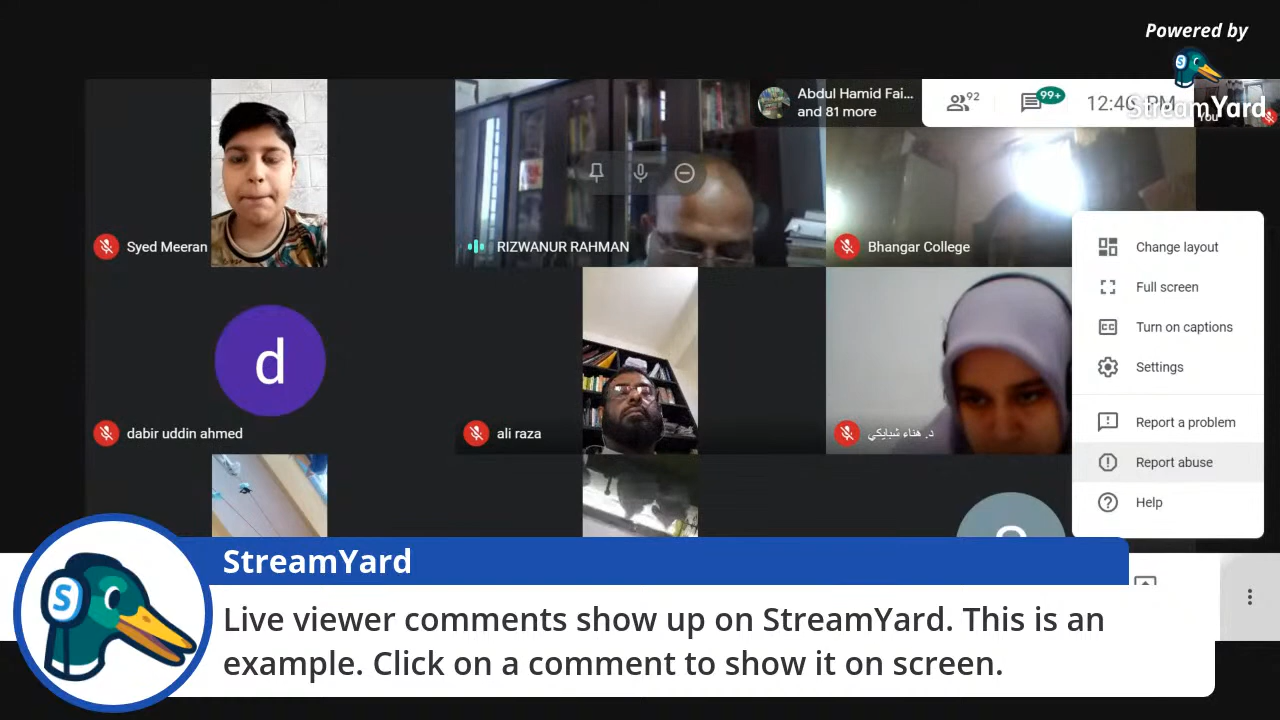 Powered by
StreamYard
Abdul Hamid Fai...
and 81 more
92
99+
12:40 PM
You
Syed Meeran
RIZWANUR RAHMAN
Bhangar College
Change layout
Full screen
Turn on captions
Settings
d
dabir uddin ahmed
ali raza
د. هناء شبايكي
Report a problem
Report abuse
Help
S
StreamYard
Live viewer comments show up on StreamYard. This is an
example. Click on a comment to show it on screen.